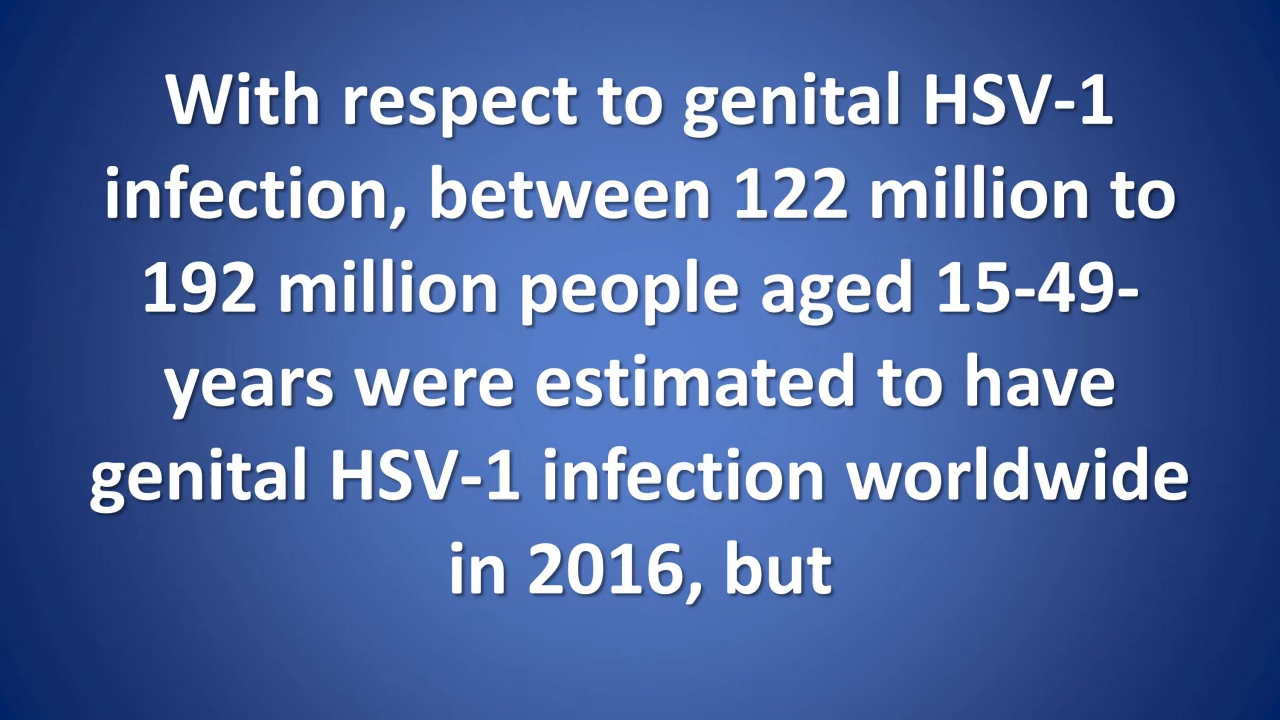 With respect to genital HSV-1
infection, between 122 million to
192 million people aged 15-49-
years were estimated to have
genital HSV-1 infection worldwide
in 2016, but